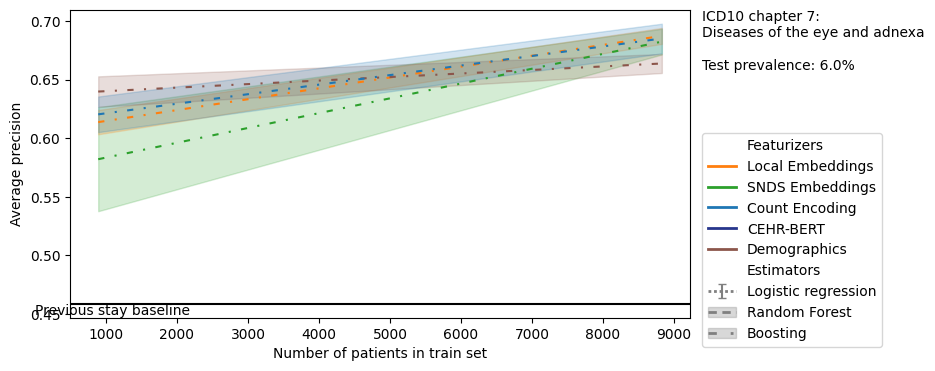 ICD10 chapter 7:
Diseases of the eye and adnexa
Test prevalence: 6.0%
Average precision
0.70
0.65
0.60
0.55
0.50
0.45
Previous stay baseline
1000 2000 3000 4000 5000 6000 7000 8000 9000
Number of patients in train set
Featurizers
Local Embeddings
SNDS Embeddings
Count Encoding
CEHR-BERT
Demographics
Estimators
Logistic regression
Random Forest
Boosting